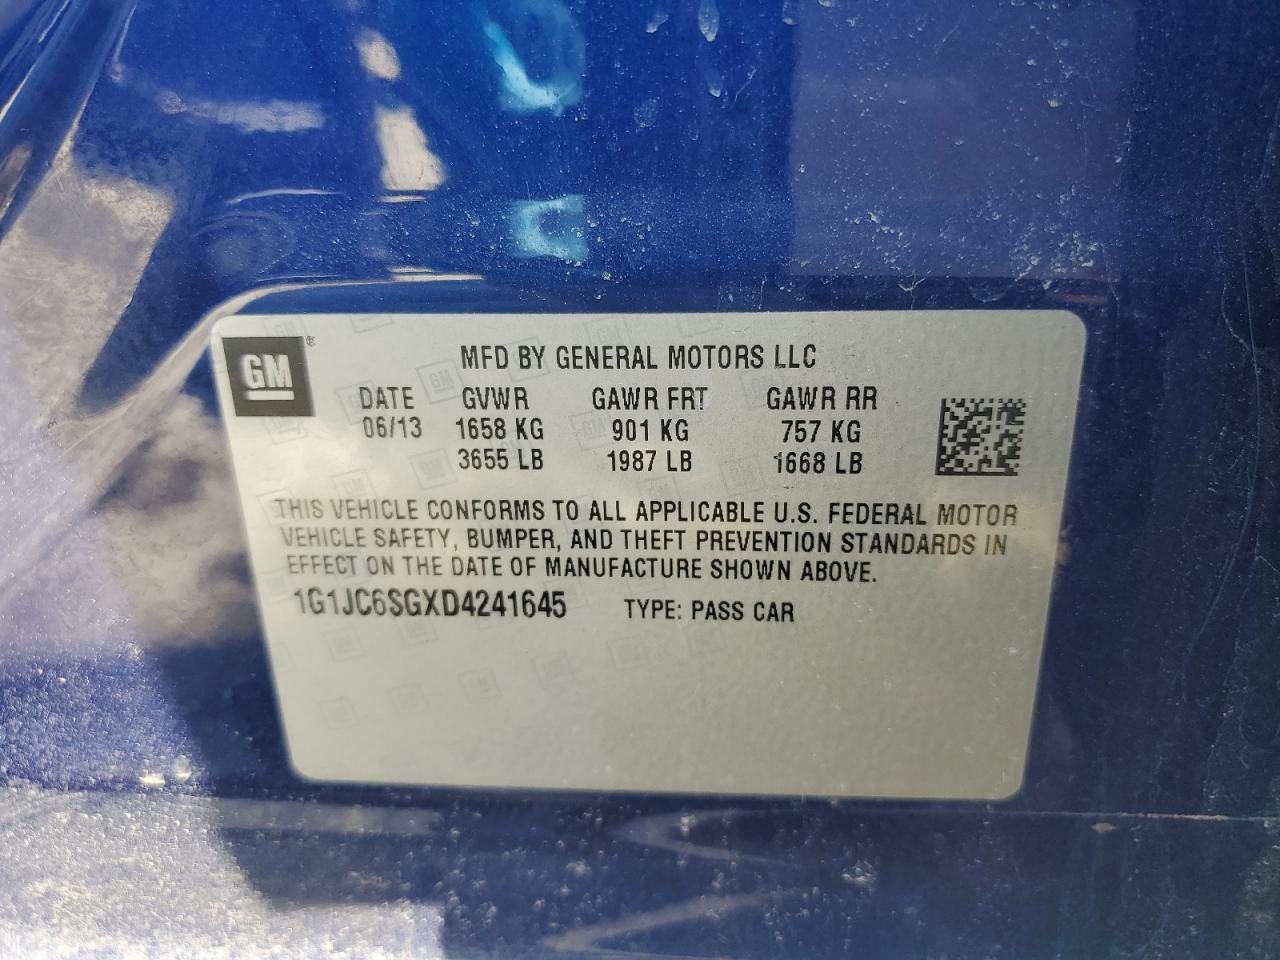 GM®
MFD BY GENERAL MOTORS LLC
DATE GVWR GAWR FRT GAWR RR
06/13 1658 KG 901 KG 757 KG
3655 LB 1987 LB 1668 LB
THIS VEHICLE CONFORMS TO ALL APPLICABLE U.S. FEDERAL MOTOR
VEHICLE SAFETY, BUMPER, AND THEFT PREVENTION STANDARDS IN
EFFECT ON THE DATE OF MANUFACTURE SHOWN ABOVE.
1G1JC6SGXD4241645 TYPE: PASS CAR